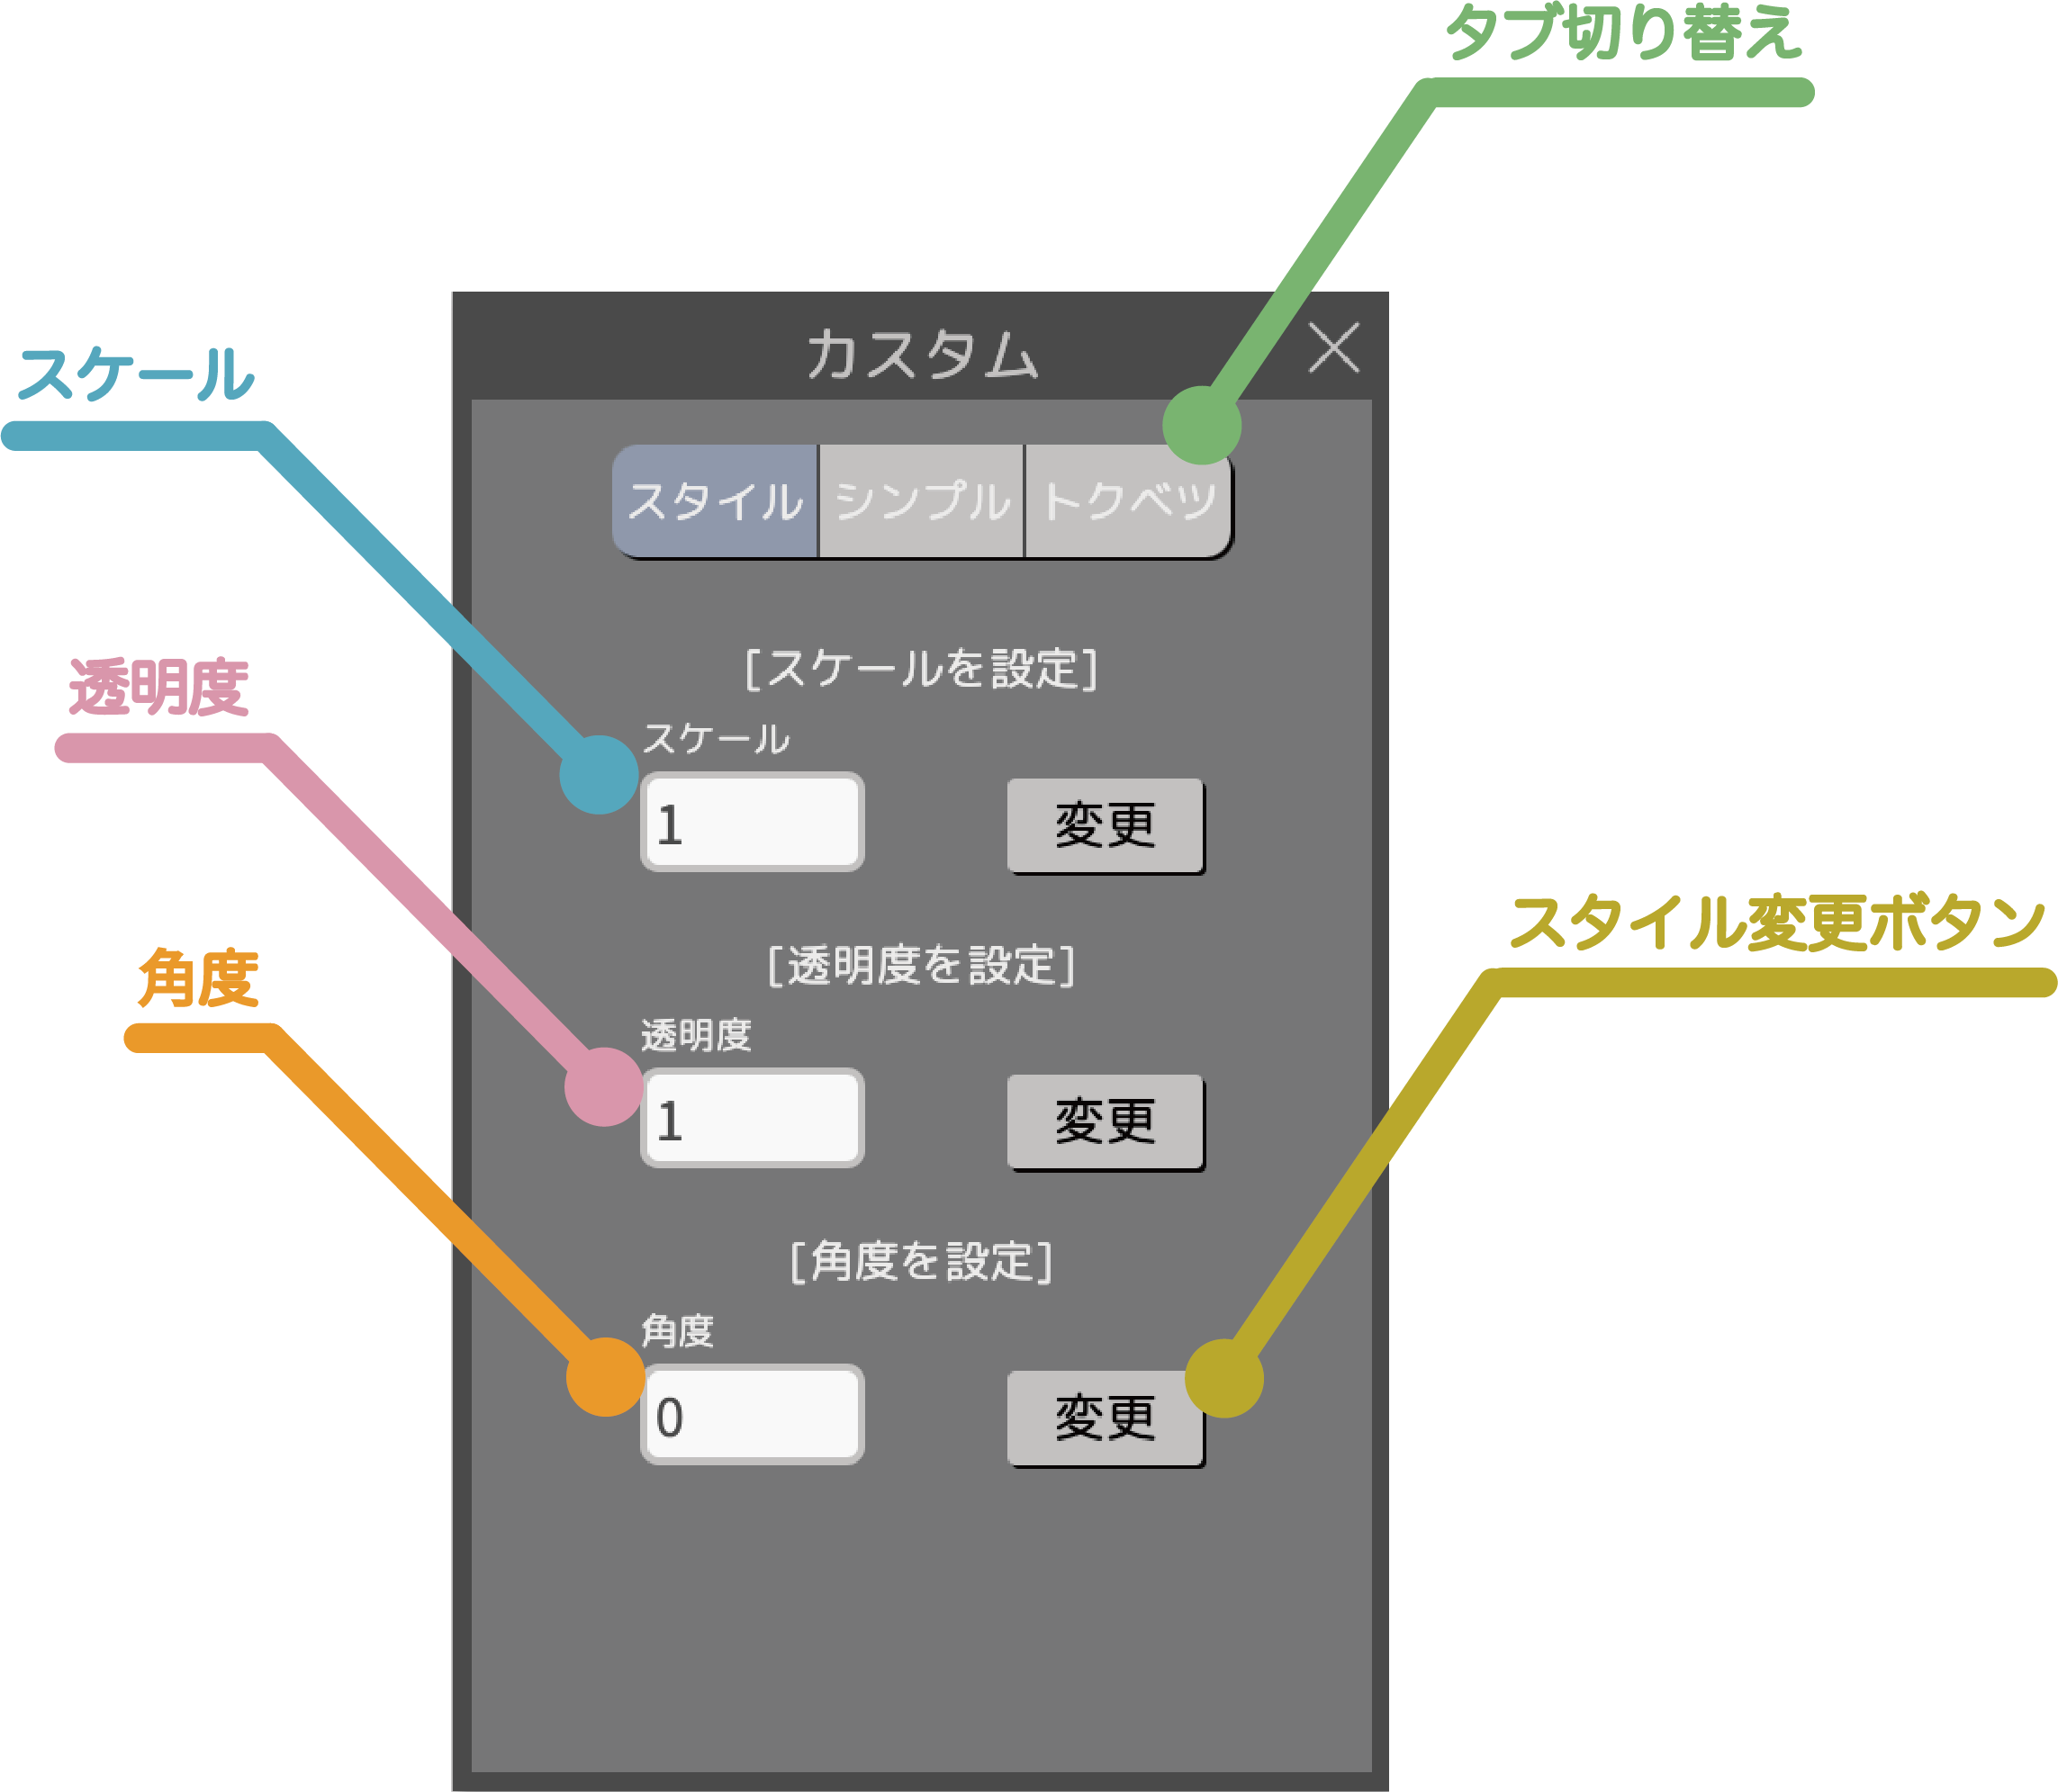 タブ切り替え
カスタム
スケール
スタイル シンプル トクベツ
[スケールを設定]
透明度
スケール
1 変更
スタイル変更ボタン
角度
[透明度を設定]
透明度
1 変更
[角度を設定]
角度
0 変更